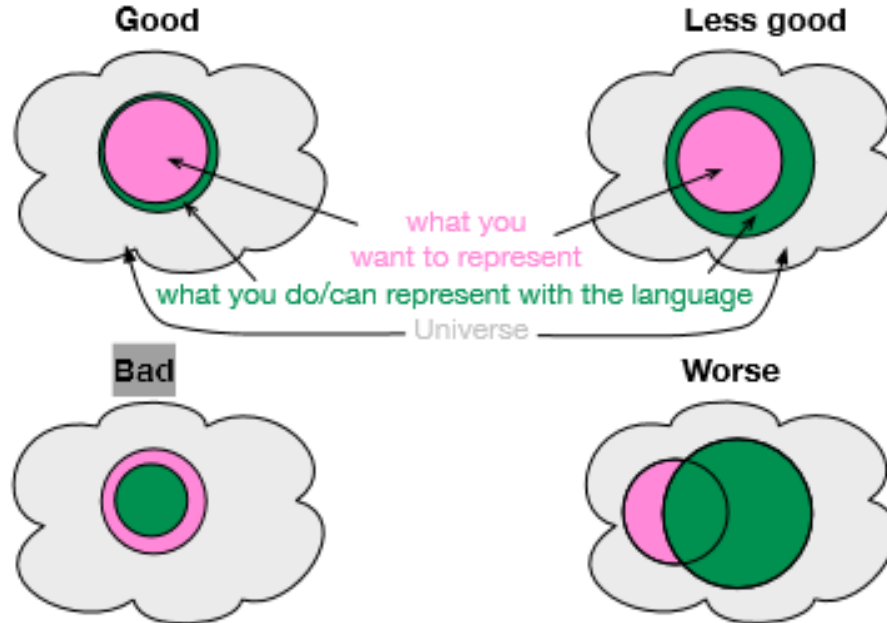 Good
Less good
what you
want to represent
what you do/can represent with the language
Universe
Bad
Worse